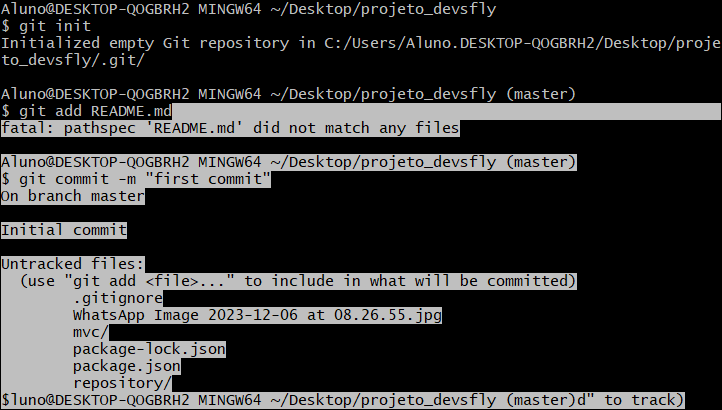 Aluno@DESKTOP-QOGBRH2 MINGW64 ~/Desktop/projeto_devsfly
$ git init
Initialized empty Git repository in C:/Users/Aluno.DESKTOP-QOGBRH2/Desktop/proje
to_devsfly/.git/
Aluno@DESKTOP-QOGBRH2 MINGW64 ~/Desktop/projeto_devsfly (master)
$ git add README.md
fatal: pathspec 'README.md' did not match any files
Aluno@DESKTOP-QOGBRH2 MINGW64 ~/Desktop/projeto_devsfly (master)
$ git commit -m "first commit"
On branch master
Initial commit
Untracked files:
  (use "git add <file>..." to include in what will be committed)
        .gitignore
        WhatsApp Image 2023-12-06 at 08.26.55.jpg
        mvc/
        package-lock.json
        package.json
        repository/
$luno@DESKTOP-QOGBRH2 MINGW64 ~/Desktop/projeto_devsfly (master)d" to track)